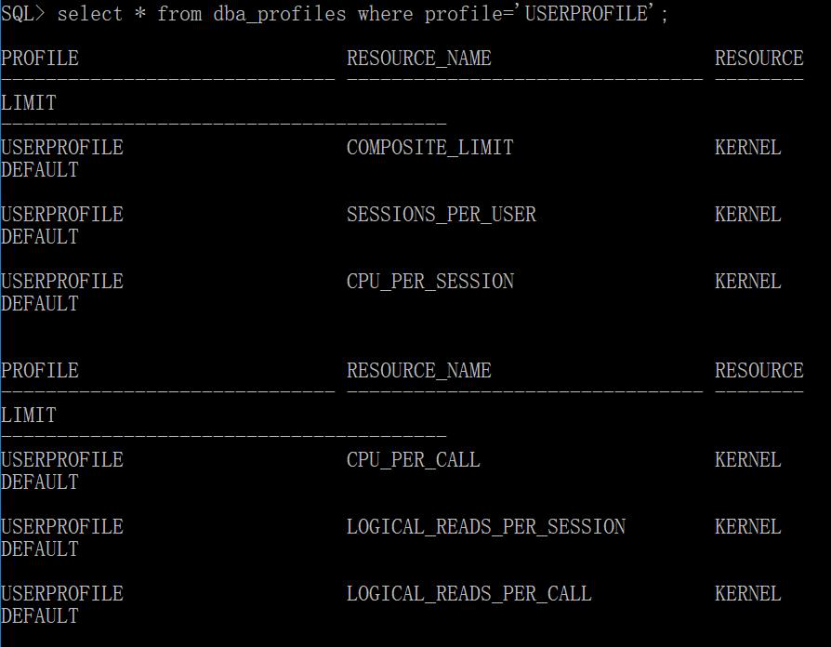 SQL> select * from dba_profiles where profile='USERPROFILE';
PROFILE RESOURCE_NAME RESOURCE
------------------------------ -------------------------------- --------
LIMIT
----------------------------------------
USERPROFILE COMPOSITE_LIMIT KERNEL
DEFAULT
USERPROFILE SESSIONS_PER_USER KERNEL
DEFAULT
USERPROFILE CPU_PER_SESSION KERNEL
DEFAULT
PROFILE RESOURCE_NAME RESOURCE
------------------------------ -------------------------------- --------
LIMIT
----------------------------------------
USERPROFILE CPU_PER_CALL KERNEL
DEFAULT
USERPROFILE LOGICAL_READS_PER_SESSION KERNEL
DEFAULT
USERPROFILE LOGICAL_READS_PER_CALL KERNEL
DEFAULT